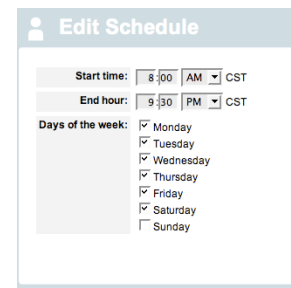 Edit Schedule
Start time: 8:00 AM CST
End hour: 9:30 PM CST
Days of the week: Monday
Tuesday
Wednesday
Thursday
Friday
Saturday
Sunday